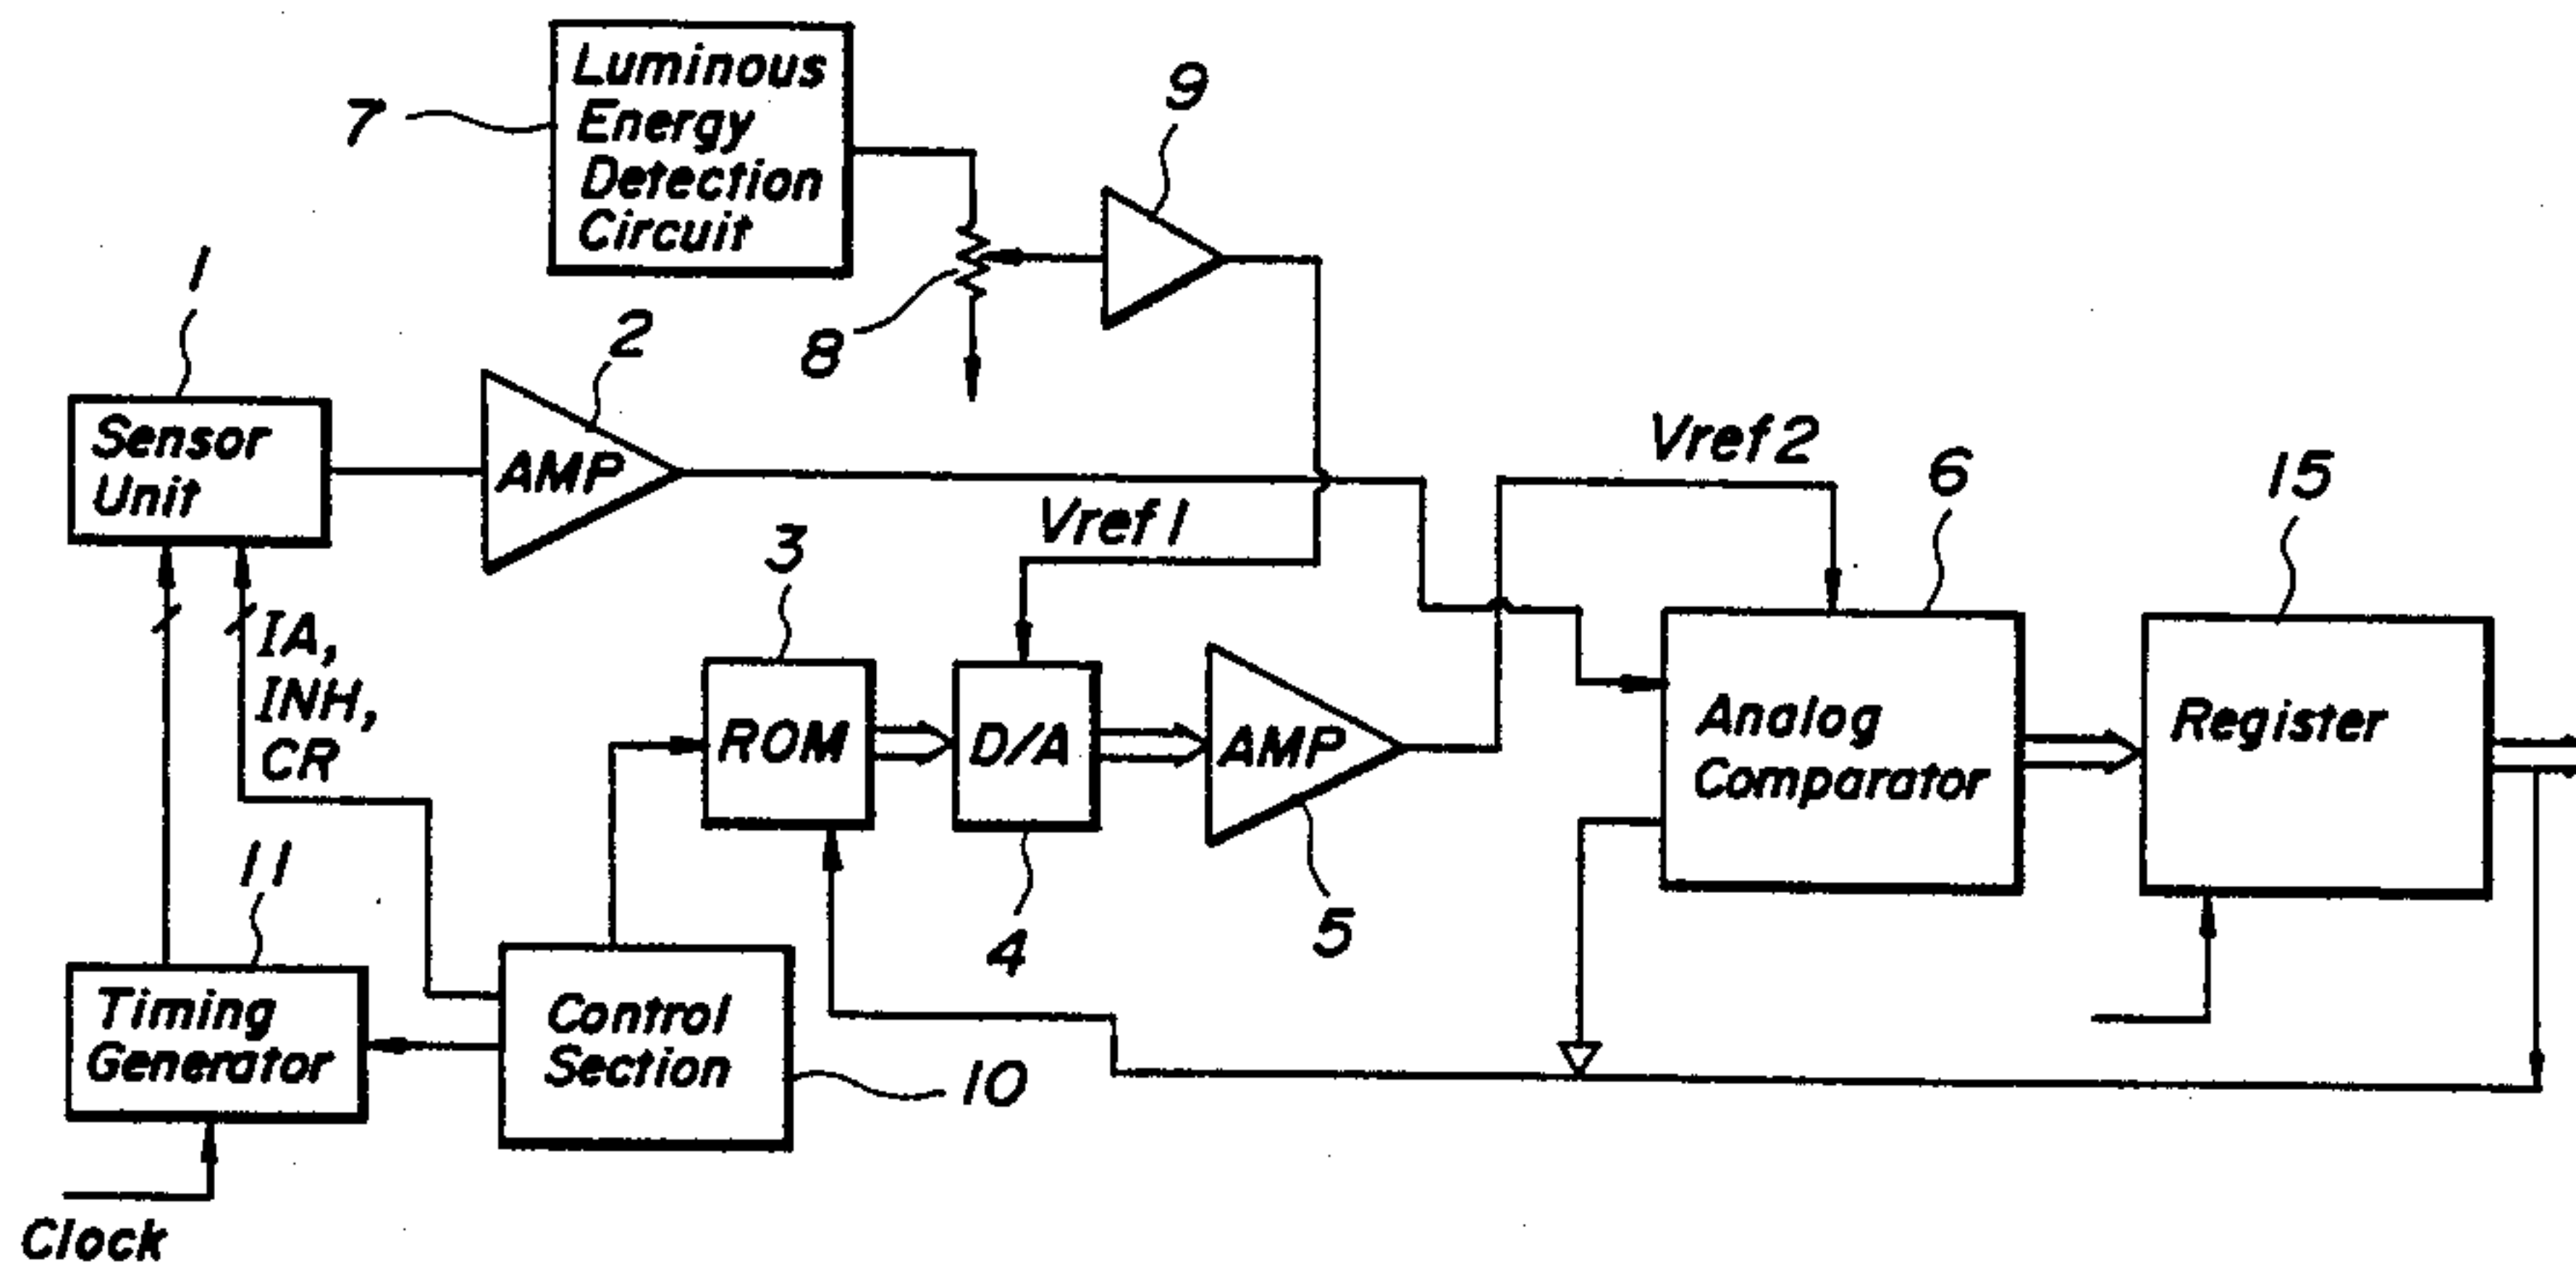 Luminous
Energy
Detection
Circuit
7
9
8
1
2
Sensor
Unit
AMP
Vref 2
6
15
Vref 1
3
IA,
INH,
CR
ROM
D/A
AMP
Analog
Comparator
Register
11
4
5
Timing
Generator
Control
Section
10
Clock